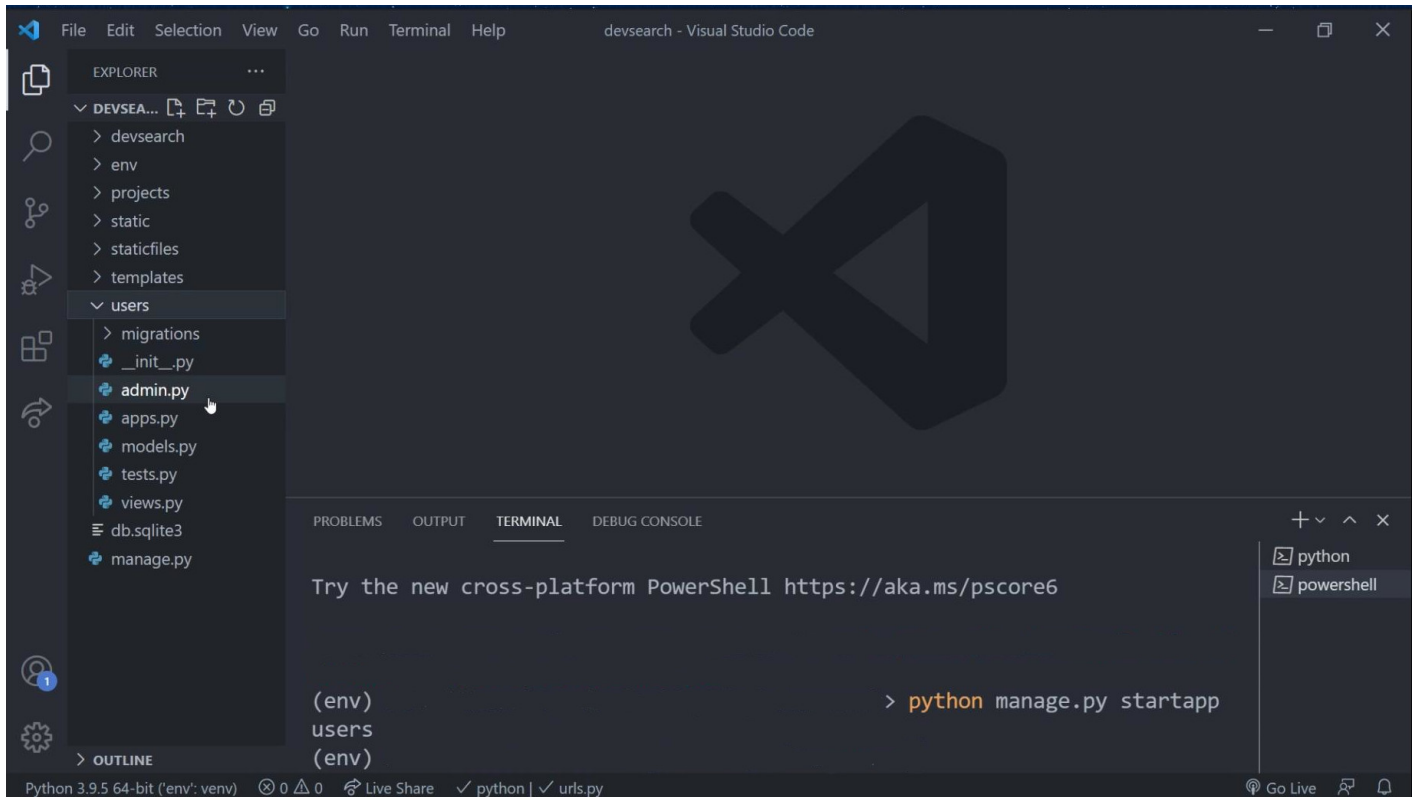 File Edit Selection View Go Run Terminal Help devsearch - Visual Studio Code
EXPLORER
DEVSEA...
devsearch
env
projects
static
staticfiles
templates
users
migrations
__init__.py
admin.py
apps.py
models.py
tests.py
views.py
db.sqlite3
manage.py
OUTLINE
PROBLEMS OUTPUT TERMINAL DEBUG CONSOLE
python
powershell
Try the new cross-platform PowerShell https://aka.ms/pscore6
(env) > python manage.py startapp
users
(env)
1
Python 3.9.5 64-bit ('env': venv) 0 0 Live Share python | urls.py Go Live